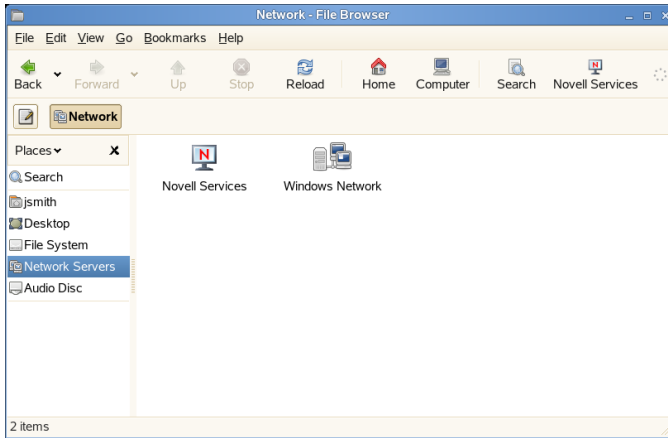 Network - File Browser
File Edit View Go Bookmarks Help
Back Forward Up Stop Reload Home Computer Search Novell Services
Network
Places
Search
jsmith
Desktop
File System
Network Servers
Audio Disc
N
Novell Services
Windows Network
2 items